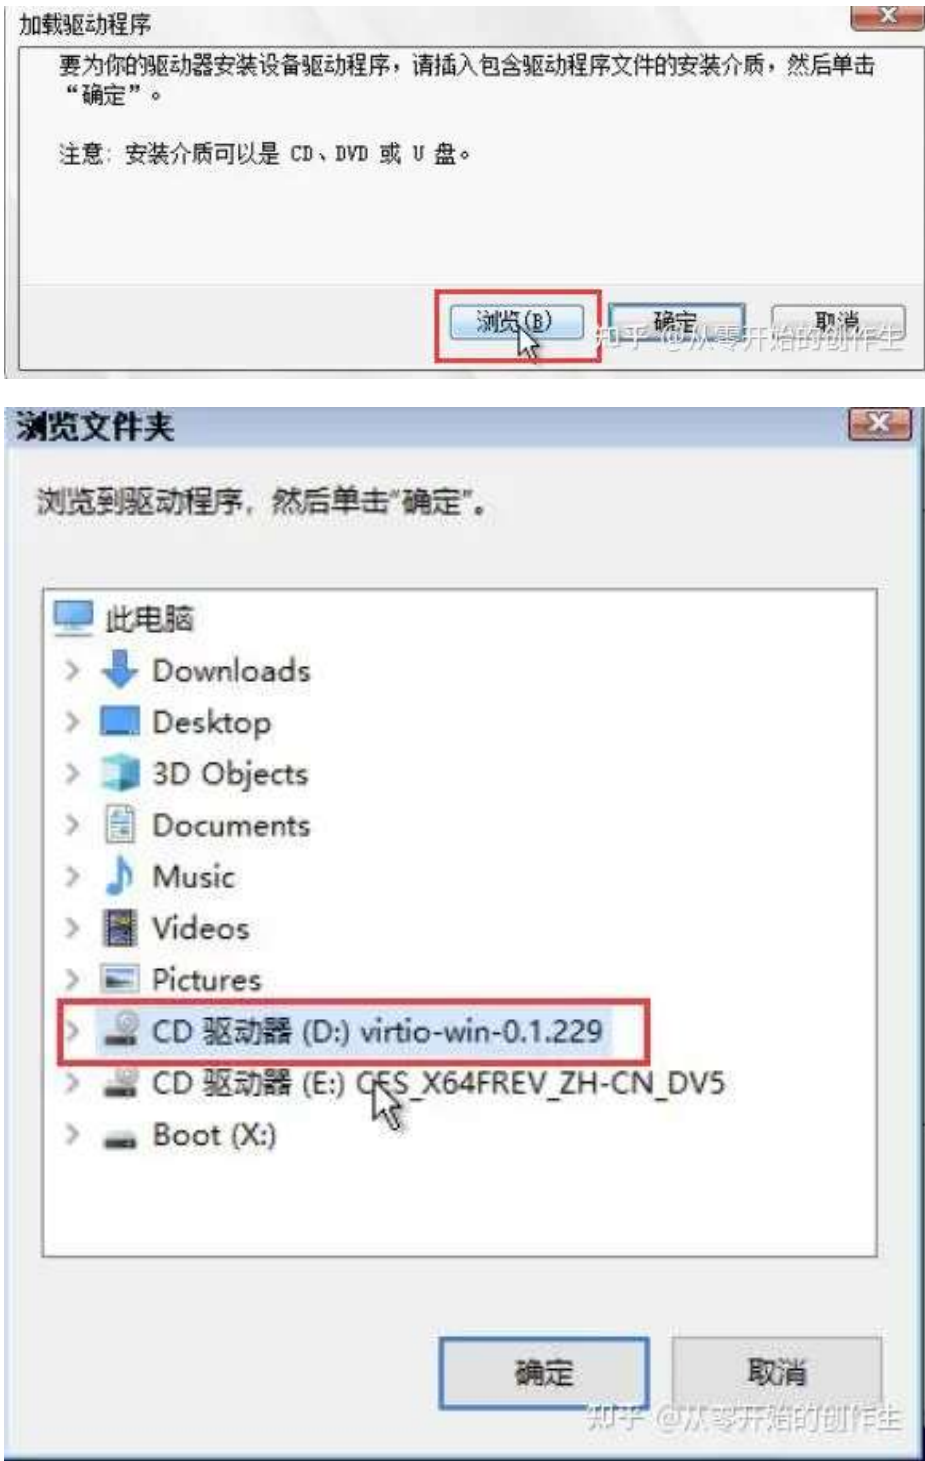 加载驱动程序
要为你的驱动器安装设备驱动程序，请插入包含驱动程序文件的安装介质，然后单击
“确定”。
注意: 安装介质可以是 CD、DVD 或 U 盘。
浏览(B) 确定 取消
知乎 @从零开始的创作生
浏览文件夹
浏览到驱动程序，然后单击“确定”。
此电脑
Downloads
Desktop
3D Objects
Documents
Music
Videos
Pictures
CD 驱动器 (D:) virtio-win-0.1.229
CD 驱动器 (E:) CES_X64FREV_ZH-CN_DV5
Boot (X:)
确定 取消
知乎 @从零开始的创作生